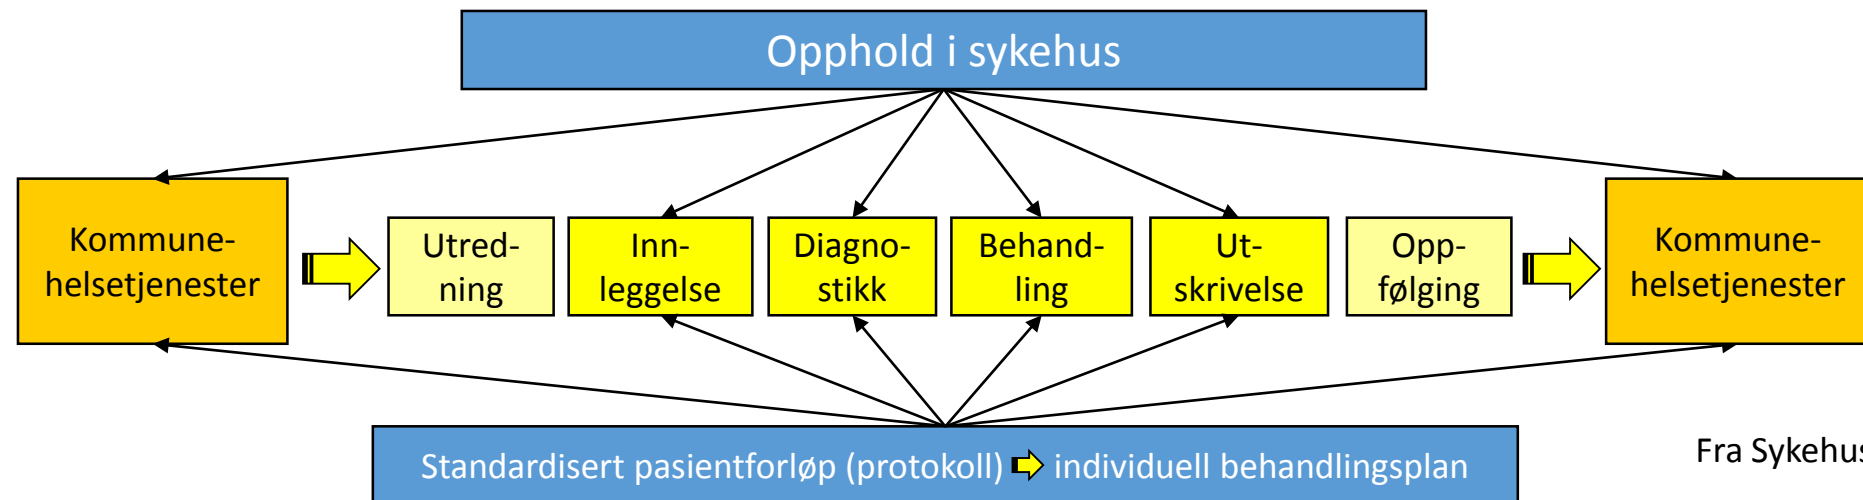 Opphold i sykehus
Kommune-
helsetjenester
Utred-
ning
Inn-
leggelse
Diagno-
stikk
Behand-
ling
Ut-
skrivelse
Opp-
følging
Kommune-
helsetjenester
Standardisert pasientforløp (protokoll) individuell behandlingsplan
Fra Sykehus